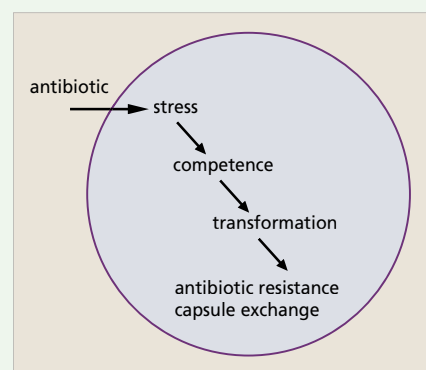 antibiotic
stress
competence
transformation
antibiotic resistance
capsule exchange